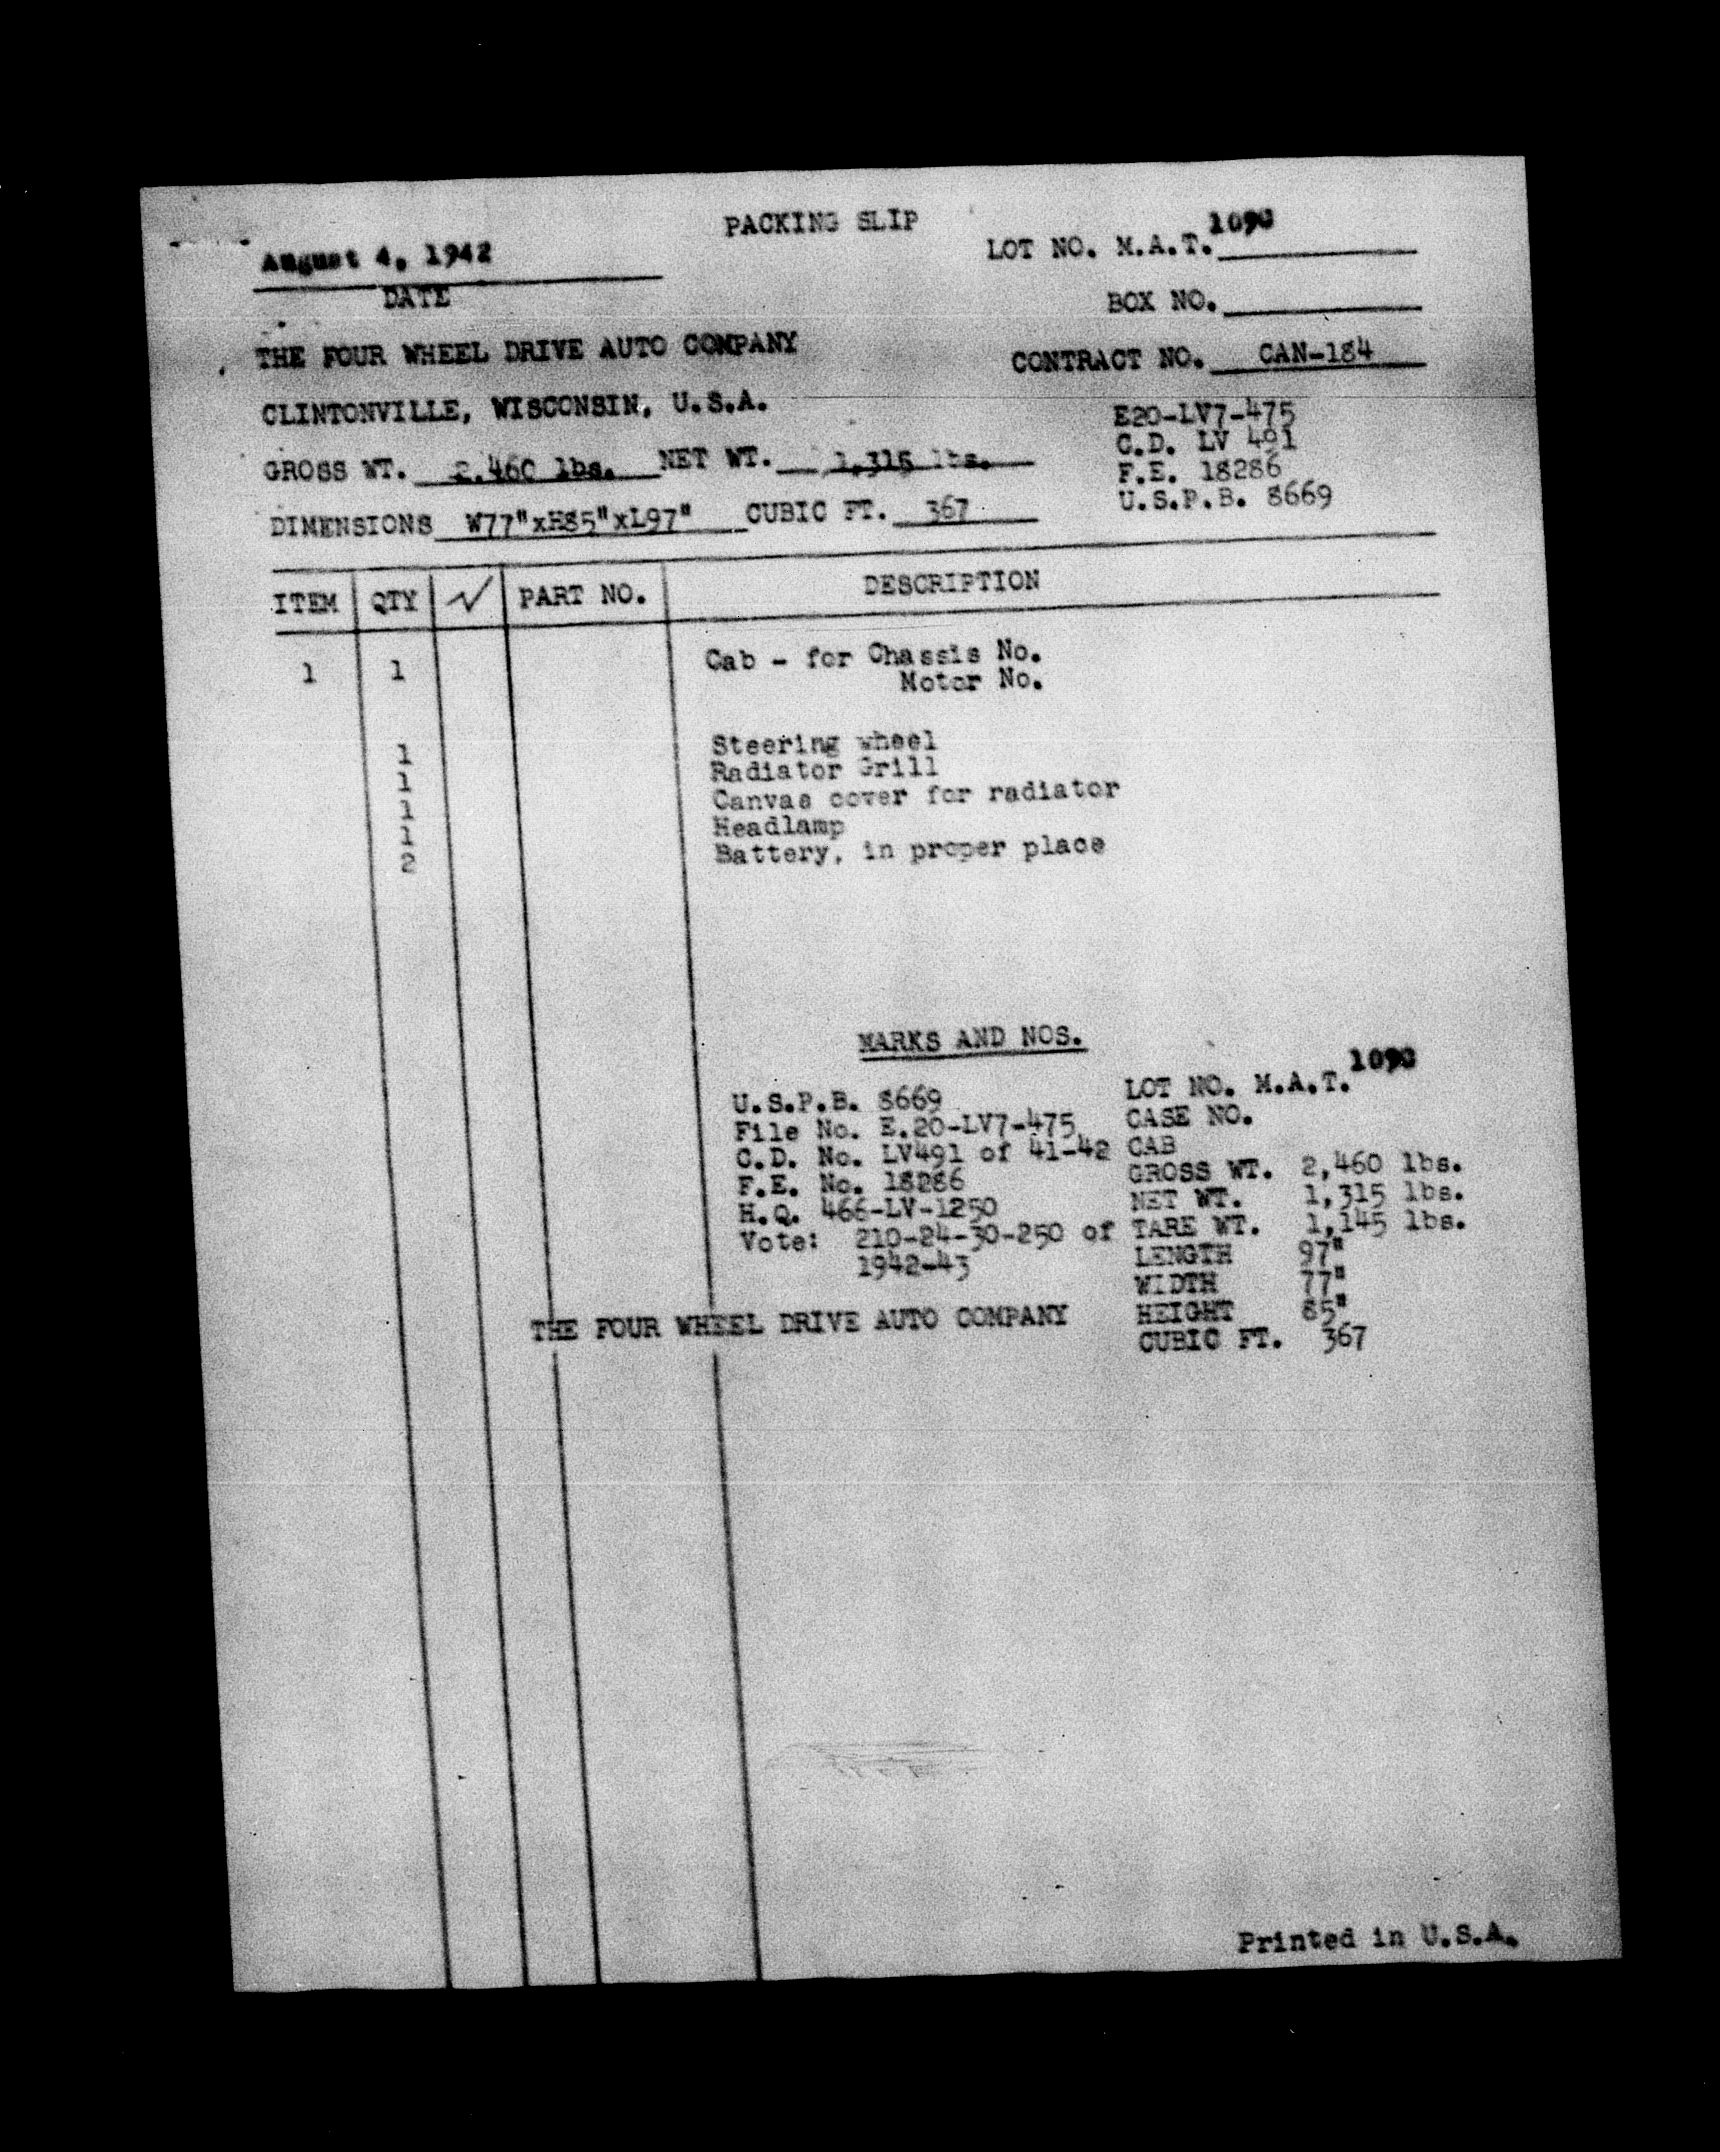 PACKING SLIP
August 4, 1942
DATE
LOT NO. M.A.T. 1090
BOX NO.
THE FOUR WHEEL DRIVE AUTO COMPANY
CONTRACT NO. CAN-184
CLINTONVILLE, WISCONSIN, U.S.A.
E20-LV7-475
C.D. LV 491
GROSS WT. 2,460 lbs. NET WT. 1,315 lbs.
F.E. 18286
U.S.P.B. 8669
DIMENSIONS W77"xH85"xL97" CUBIC FT. 367
ITEM QTY √ PART NO. DESCRIPTION
1 1 Cab - for Chassis No.
Motor No.
1 Steering wheel
1 Radiator Grill
1 Canvas cover for radiator
1 Headlamp
2 Battery, in proper place
MARKS AND NOS.
U.S.P.B. 8669
File No. E.20-LV7-475
C.D. No. LV491 of 41-42
F.E. No. 18286
H.Q. 466-LV-1250
Vote: 210-24-30-250 of
1942-43
LOT NO. M.A.T. 1090
CASE NO.
CAB
GROSS WT. 2,460 lbs.
NET WT. 1,315 lbs.
TARE WT. 1,145 lbs.
LENGTH 97"
WIDTH 77"
HEIGHT 85"
CUBIC FT. 367
THE FOUR WHEEL DRIVE AUTO COMPANY
Printed in U.S.A.